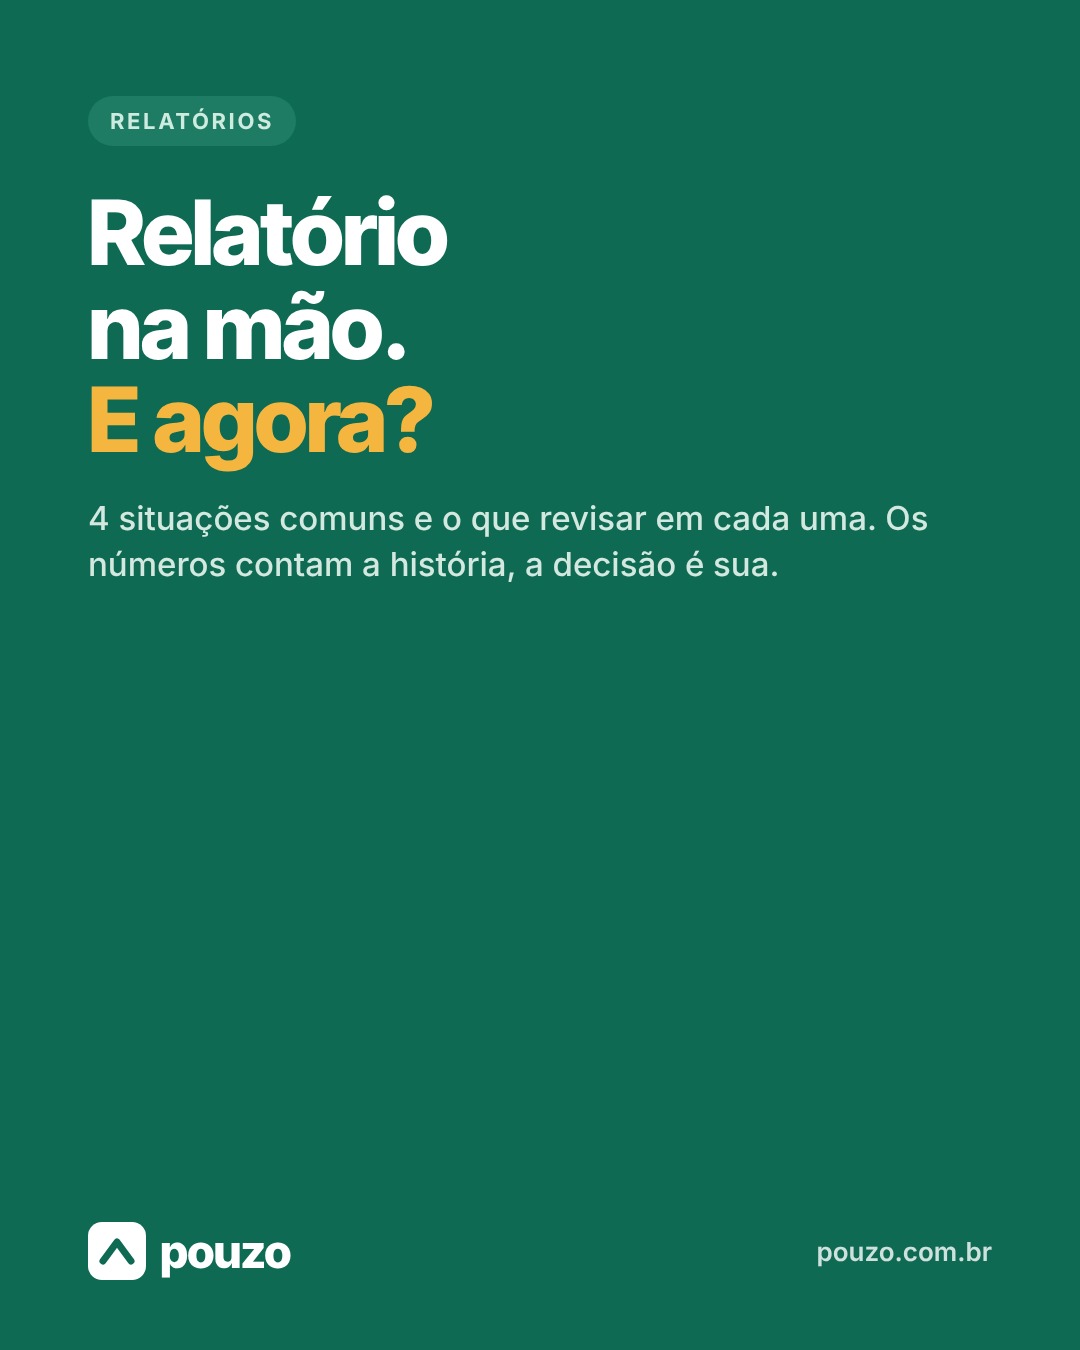 RELATÓRIOS
Relatório
na mão.
E agora?
4 situações comuns e o que revisar em cada uma. Os
números contam a história, a decisão é sua.
pouzo
pouzo.com.br